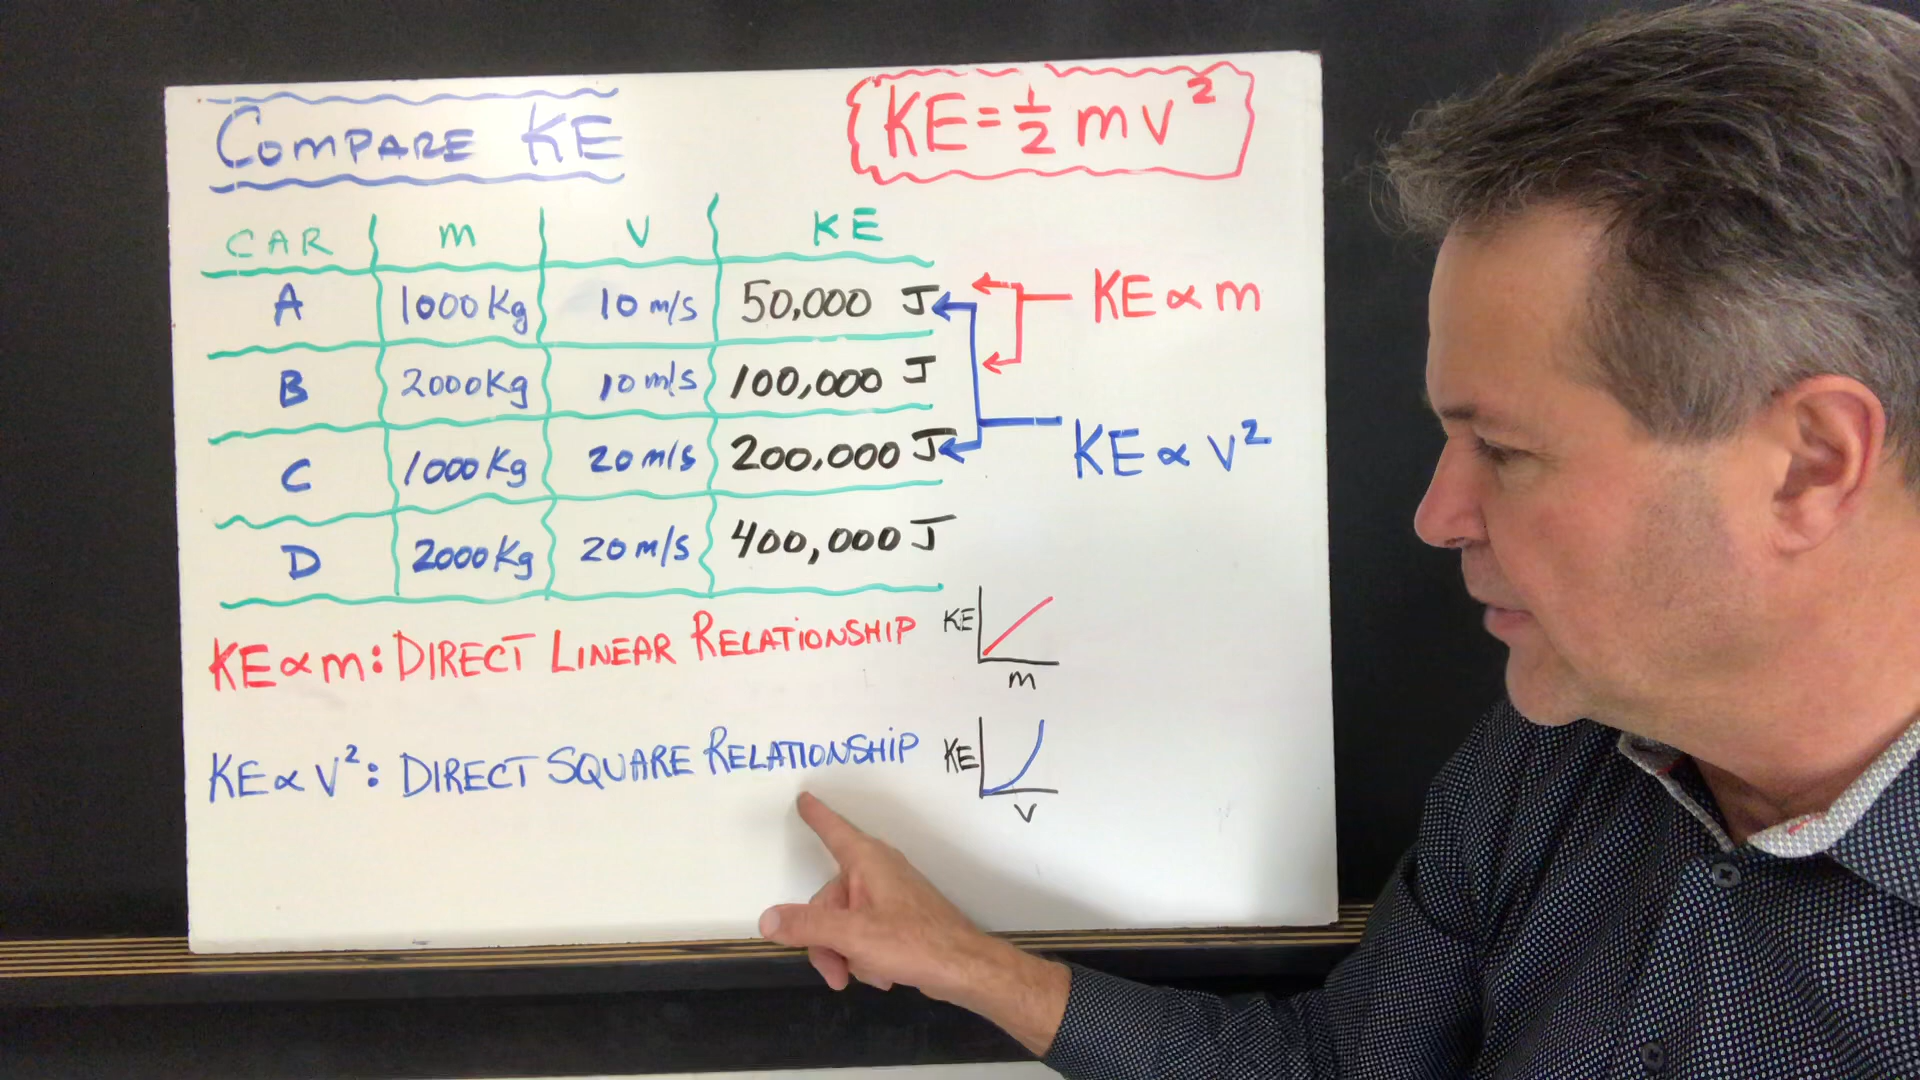 COMPARE KE
KE = 1/2 mv²
CAR m V KE
A 1000 Kg 10 m/s 50,000 J
B 2000 Kg 10 m/s 100,000 J
C 1000 Kg 20 m/s 200,000 J
D 2000 Kg 20 m/s 400,000 J
KE ∝ m
KE ∝ V²
KE ∝ m: DIRECT LINEAR RELATIONSHIP
KE
m
KE ∝ V²: DIRECT SQUARE RELATIONSHIP
KE
V